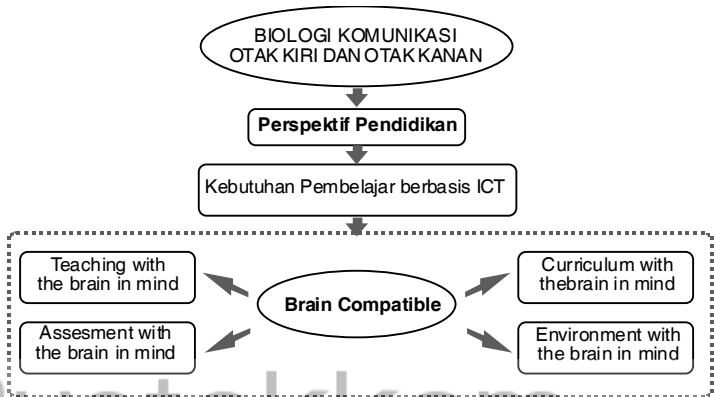 BIOLOGI KOMUNIKASI
OTAK KIRI DAN OTAK KANAN
Perspektif Pendidikan
Kebutuhan Pembelajar berbasis ICT
Teaching with
the brain in mind
Curriculum with
thebrain in mind
Brain Compatible
Assesment with
the brain in mind
Environment with
the brain in mind